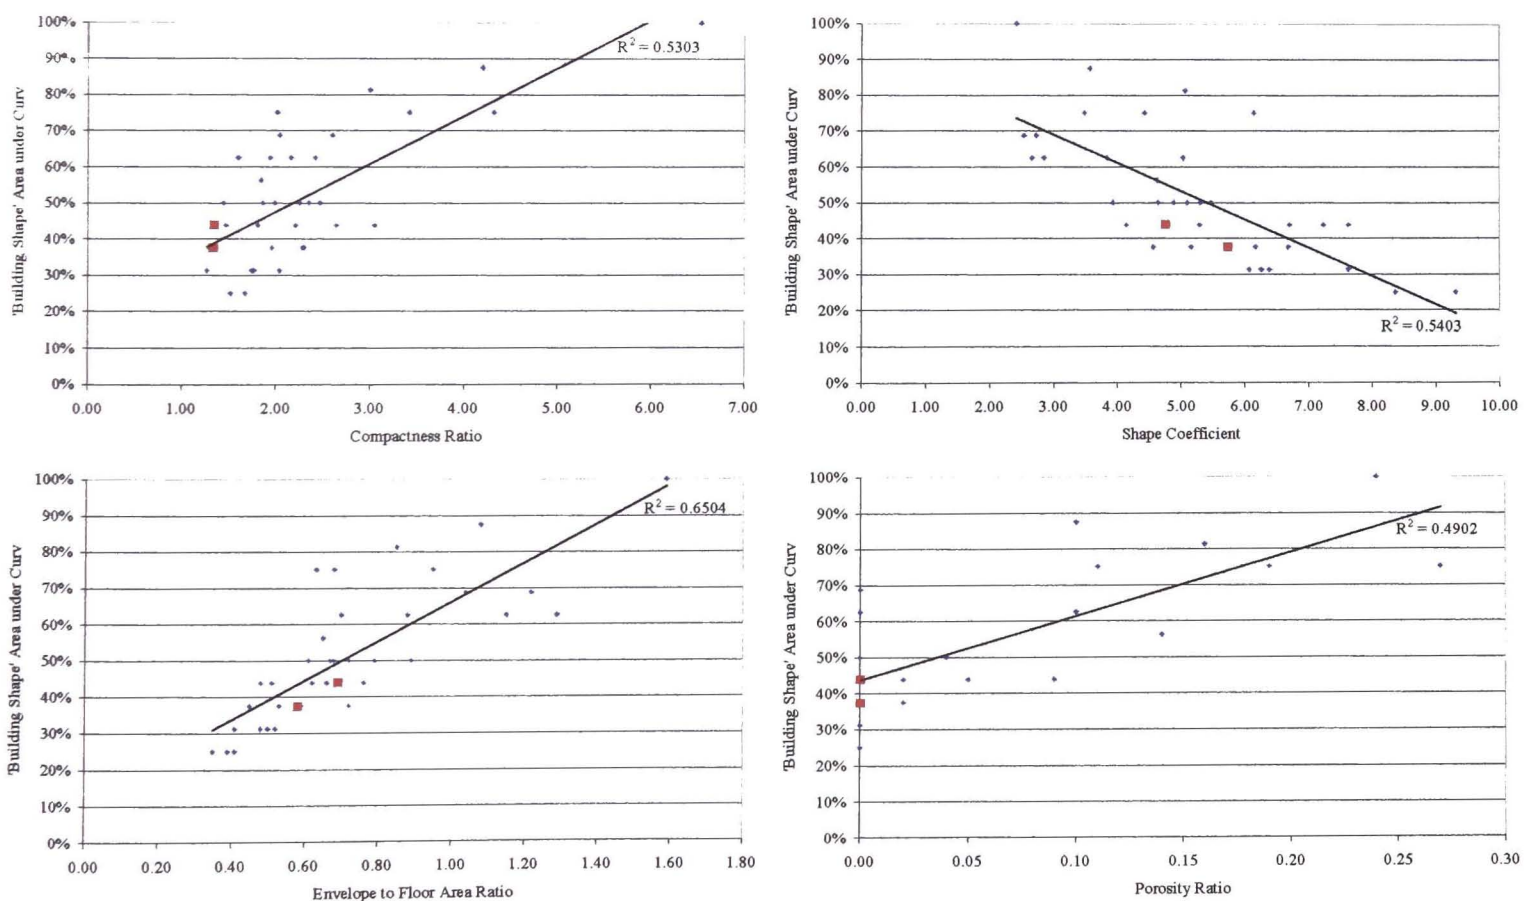 100%
90%
80%
70%
60%
50%
40%
30%
20%
10%
0%
'Building Shape' Area under Curv
R² = 0.5303
0.00 1.00 2.00 3.00 4.00 5.00 6.00 7.00
Compactness Ratio
100%
90%
80%
70%
60%
50%
40%
30%
20%
10%
0%
'Building Shape' Area under Curv
R² = 0.5403
0.00 1.00 2.00 3.00 4.00 5.00 6.00 7.00 8.00 9.00 10.00
Shape Coefficient
100%
90%
80%
70%
60%
50%
40%
30%
20%
10%
0%
'Building Shape' Area under Curv
R² = 0.6504
0.00 0.20 0.40 0.60 0.80 1.00 1.20 1.40 1.60 1.80
Envelope to Floor Area Ratio
100%
90%
80%
70%
60%
50%
40%
30%
20%
10%
0%
'Building Shape' Area under Curv
R² = 0.4902
0.00 0.05 0.10 0.15 0.20 0.25 0.30
Porosity Ratio